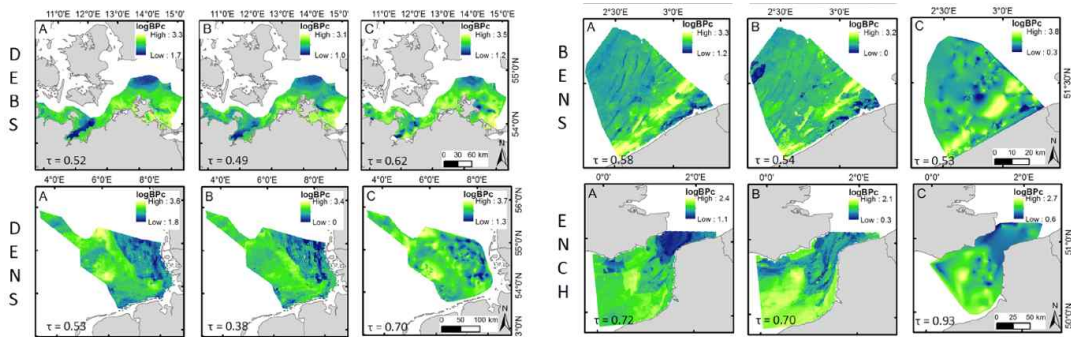 11°0'E 12°0'E 13°0'E 14°0'E 15°0'E
11°0'E 12°0'E 13°0'E 14°0'E 15°0'E
11°0'E 12°0'E 13°0'E 14°0'E 15°0'E
DEBS
A
logBPc
High : 3.3
Low : 1.7
τ = 0.52
B
logBPc
High : 3.1
Low : 1.0
τ = 0.49
C
logBPc
High : 3.5
Low : 1.2
τ = 0.62
0 30 60 km
N
55°0'N
54°0'N
4°0'E 6°0'E 8°0'E
4°0'E 6°0'E 8°0'E
4°0'E 6°0'E 8°0'E
DENS
A
logBPc
High : 3.6
Low : 1.8
τ = 0.53
B
logBPc
High : 3.4
Low : 0
τ = 0.38
C
logBPc
High : 3.7
Low : 1.3
τ = 0.70
0 50 100 km
N
56°0'N
55°0'N
54°0'N
2°30'E 3°0'E
2°30'E 3°0'E
2°30'E 3°0'E
BENS
A
logBPc
High : 3.3
Low : 1.2
τ = 0.58
B
logBPc
High : 3.2
Low : 0
τ = 0.54
C
logBPc
High : 3.8
Low : 0.3
τ = 0.53
0 10 20 km
N
51°30'N
0° 2°0'E
0° 2°0'E
0° 2°0'E
ENCH
A
logBPc
High : 2.4
Low : 1.1
τ = 0.72
B
logBPc
High : 2.1
Low : 0.3
τ = 0.70
C
logBPc
High : 2.7
Low : 0.6
τ = 0.93
0 25 50 km
N
51°0'N
50°0'N